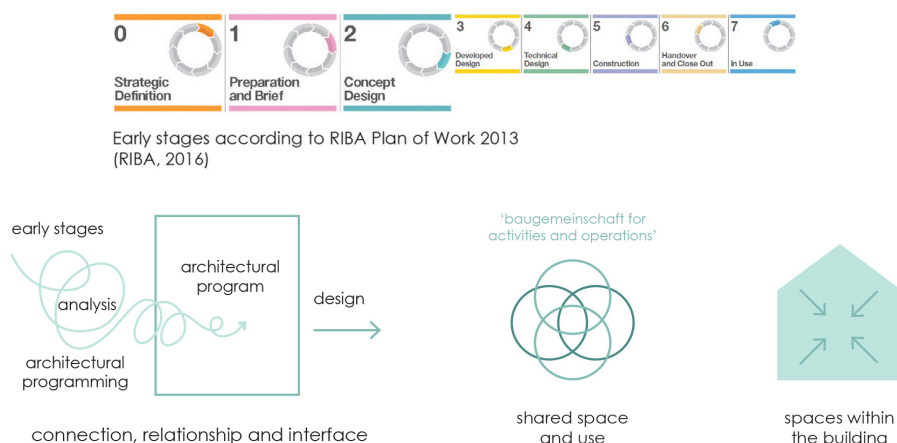 0
Strategic
Definition
1
Preparation
and Brief
2
Concept
Design
3
Developed
Design
4
Technical
Design
5
Construction
6
Handover
and Close Out
7
In Use
Early stages according to RIBA Plan of Work 2013
(RIBA, 2016)
early stages
analysis
architectural
programming
architectural
program
design
connection, relationship and interface
'baugemeinschaft for
activities and operations'
shared space
and use
spaces within
the building